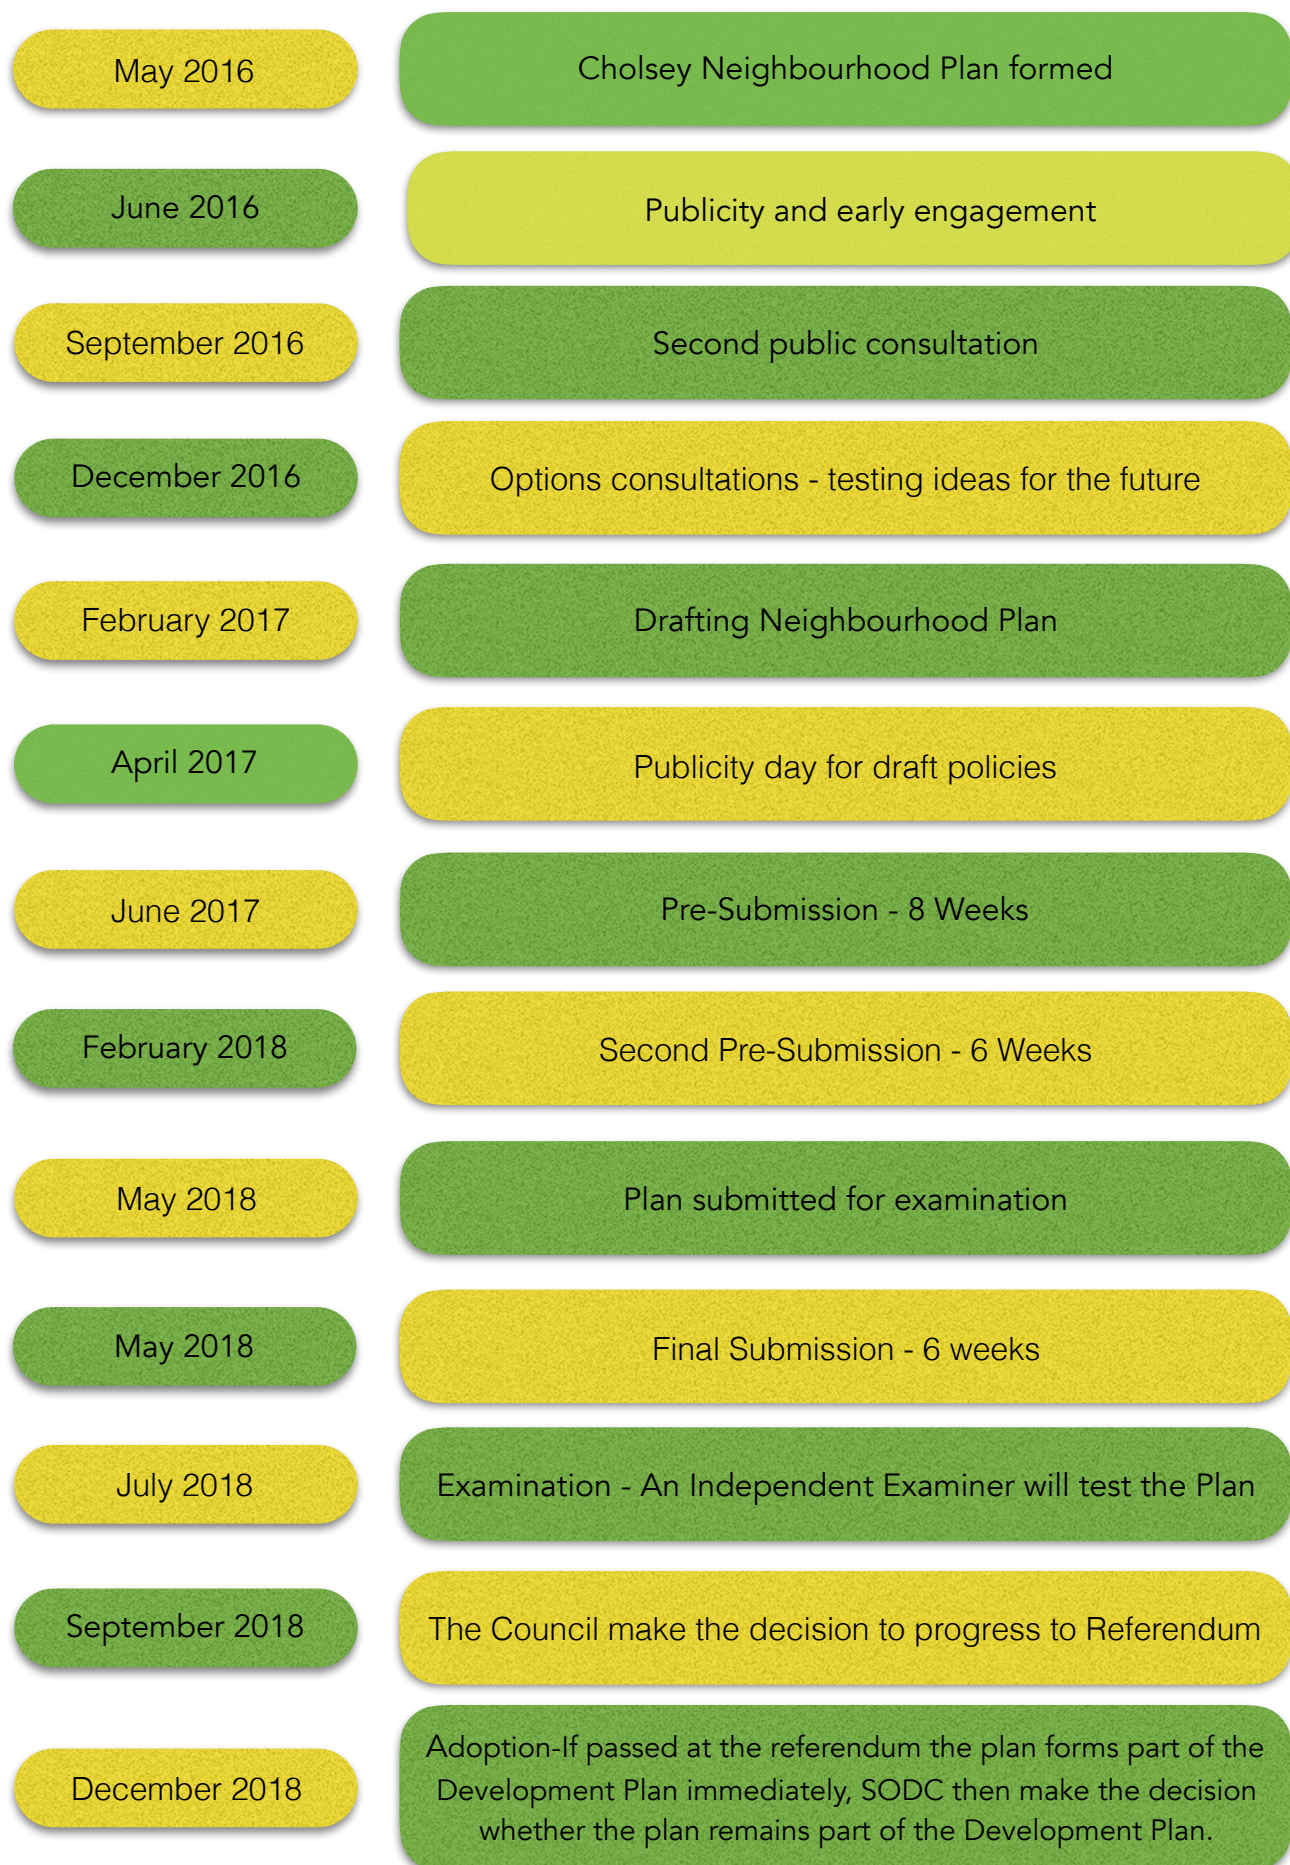 May 2016
Cholsey Neighbourhood Plan formed
June 2016
Publicity and early engagement
September 2016
Second public consultation
December 2016
Options consultations - testing ideas for the future
February 2017
Drafting Neighbourhood Plan
April 2017
Publicity day for draft policies
June 2017
Pre-Submission - 8 Weeks
February 2018
Second Pre-Submission - 6 Weeks
May 2018
Plan submitted for examination
May 2018
Final Submission - 6 weeks
July 2018
Examination - An Independent Examiner will test the Plan
September 2018
The Council make the decision to progress to Referendum
December 2018
Adoption-If passed at the referendum the plan forms part of the
Development Plan immediately, SODC then make the decision
whether the plan remains part of the Development Plan.